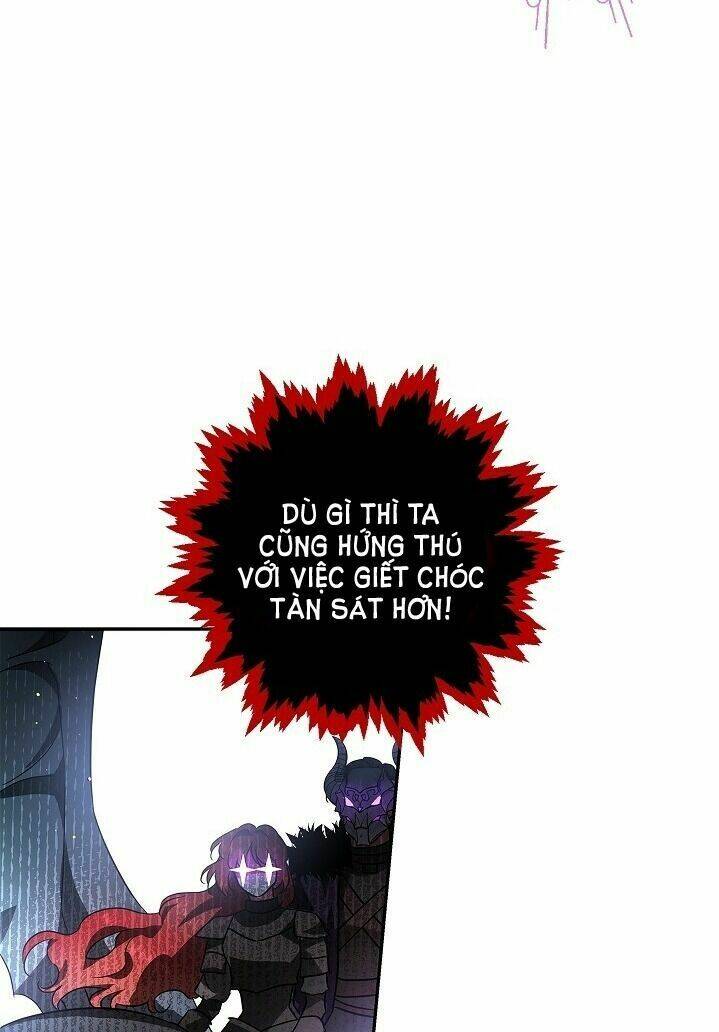 DÙ GÌ THÌ TA
CŨNG HỨNG THÚ
VỚI VIỆC GIẾT CHÓC
TÀN SÁT HƠN!